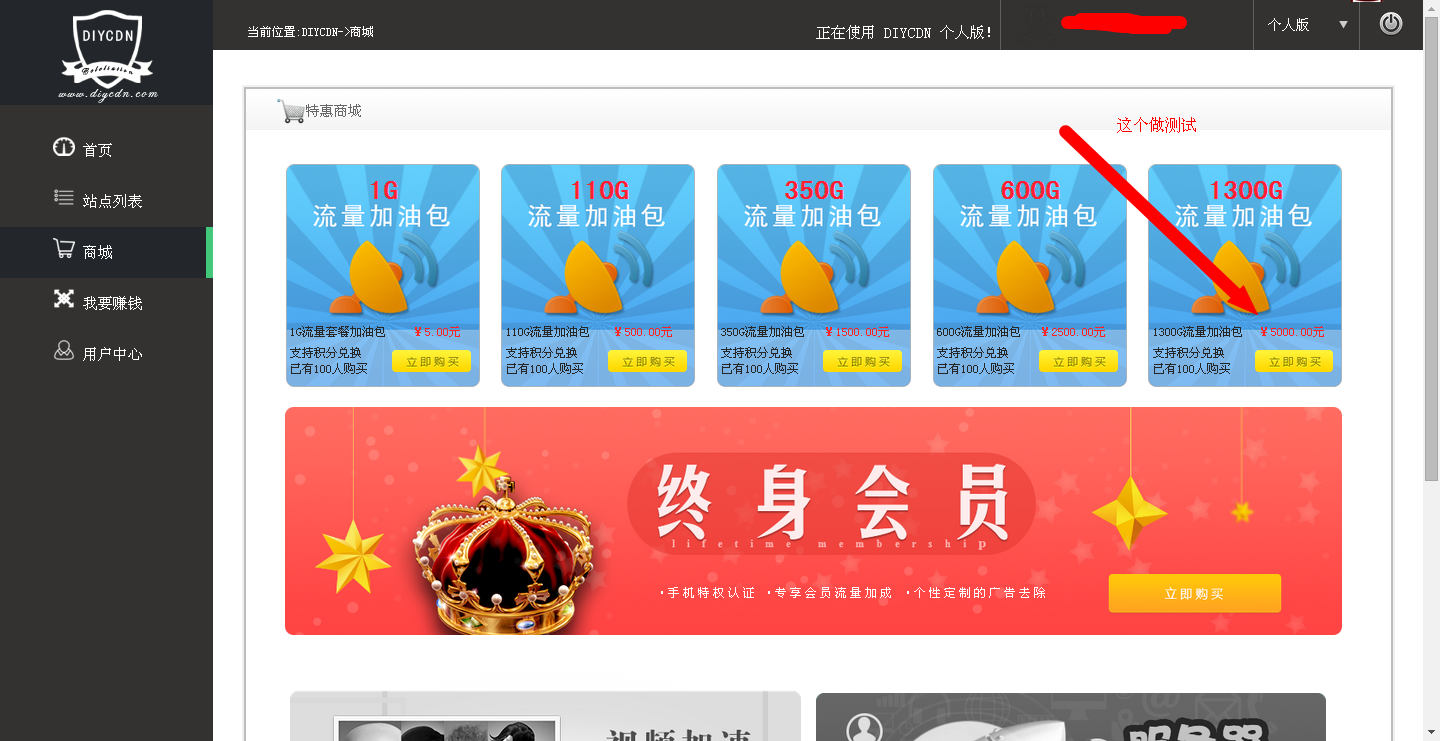 DIYCDN
www.diycdn.com
当前位置:DIYCDN->商城
正在使用 DIYCDN 个人版!
个人版
首页
站点列表
商城
我要赚钱
用户中心
特惠商城
这个做测试
1G
流量加油包
1G流量套餐加油包 ¥5.00元
支持积分兑换
已有100人购买
立即购买
110G
流量加油包
110G流量加油包 ¥500.00元
支持积分兑换
已有100人购买
立即购买
350G
流量加油包
350G流量加油包 ¥1500.00元
支持积分兑换
已有100人购买
立即购买
600G
流量加油包
600G流量加油包 ¥2500.00元
支持积分兑换
已有100人购买
立即购买
1300G
流量加油包
1300G流量加油包 ¥5000.00元
支持积分兑换
已有100人购买
立即购买
终身会员
lifetime membership
·手机特权认证 ·专享会员流量加成 ·个性定制的广告去除
立即购买
视频加速
服务器